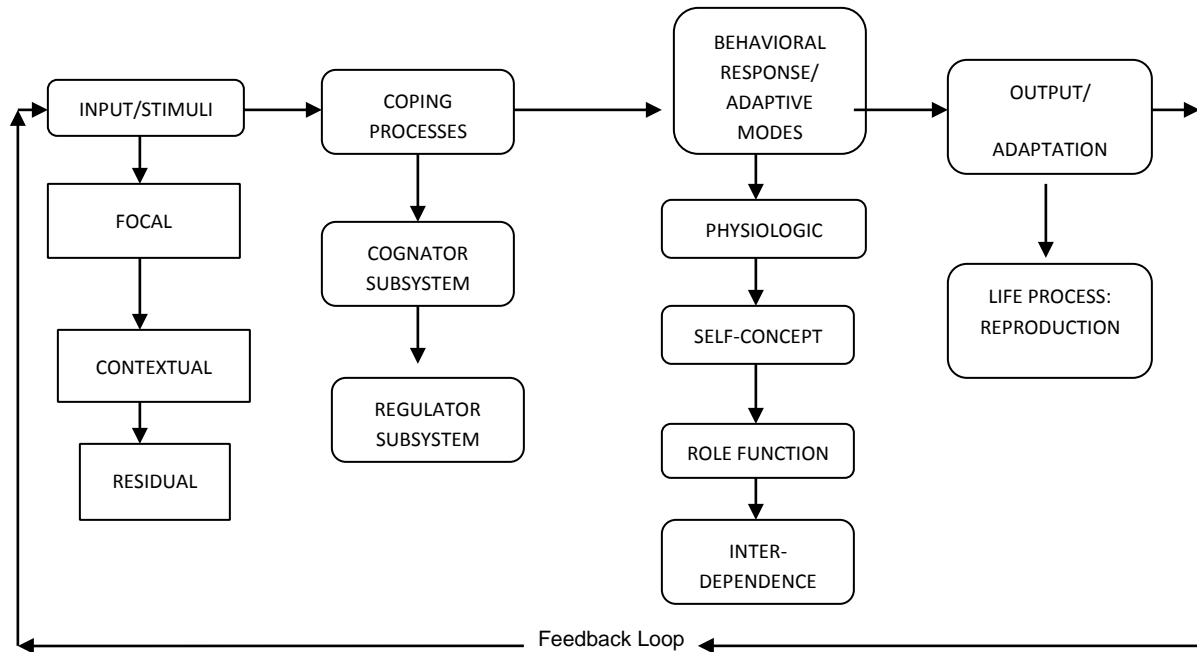 INPUT/STIMULI
FOCAL
CONTEXTUAL
RESIDUAL
COPING
PROCESSES
COGNATOR
SUBSYSTEM
REGULATOR
SUBSYSTEM
BEHAVIORAL
RESPONSE/
ADAPTIVE
MODES
PHYSIOLOGIC
SELF-CONCEPT
ROLE FUNCTION
INTER-
DEPENDENCE
OUTPUT/
ADAPTATION
LIFE PROCESS:
REPRODUCTION
Feedback Loop